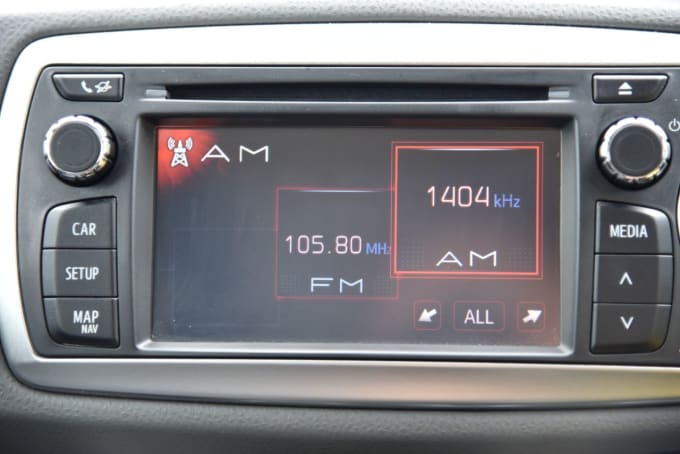 AM
1404 kHz
AM
105.80 MHz
FM
ALL
CAR
SETUP
MAP
NAV
MEDIA